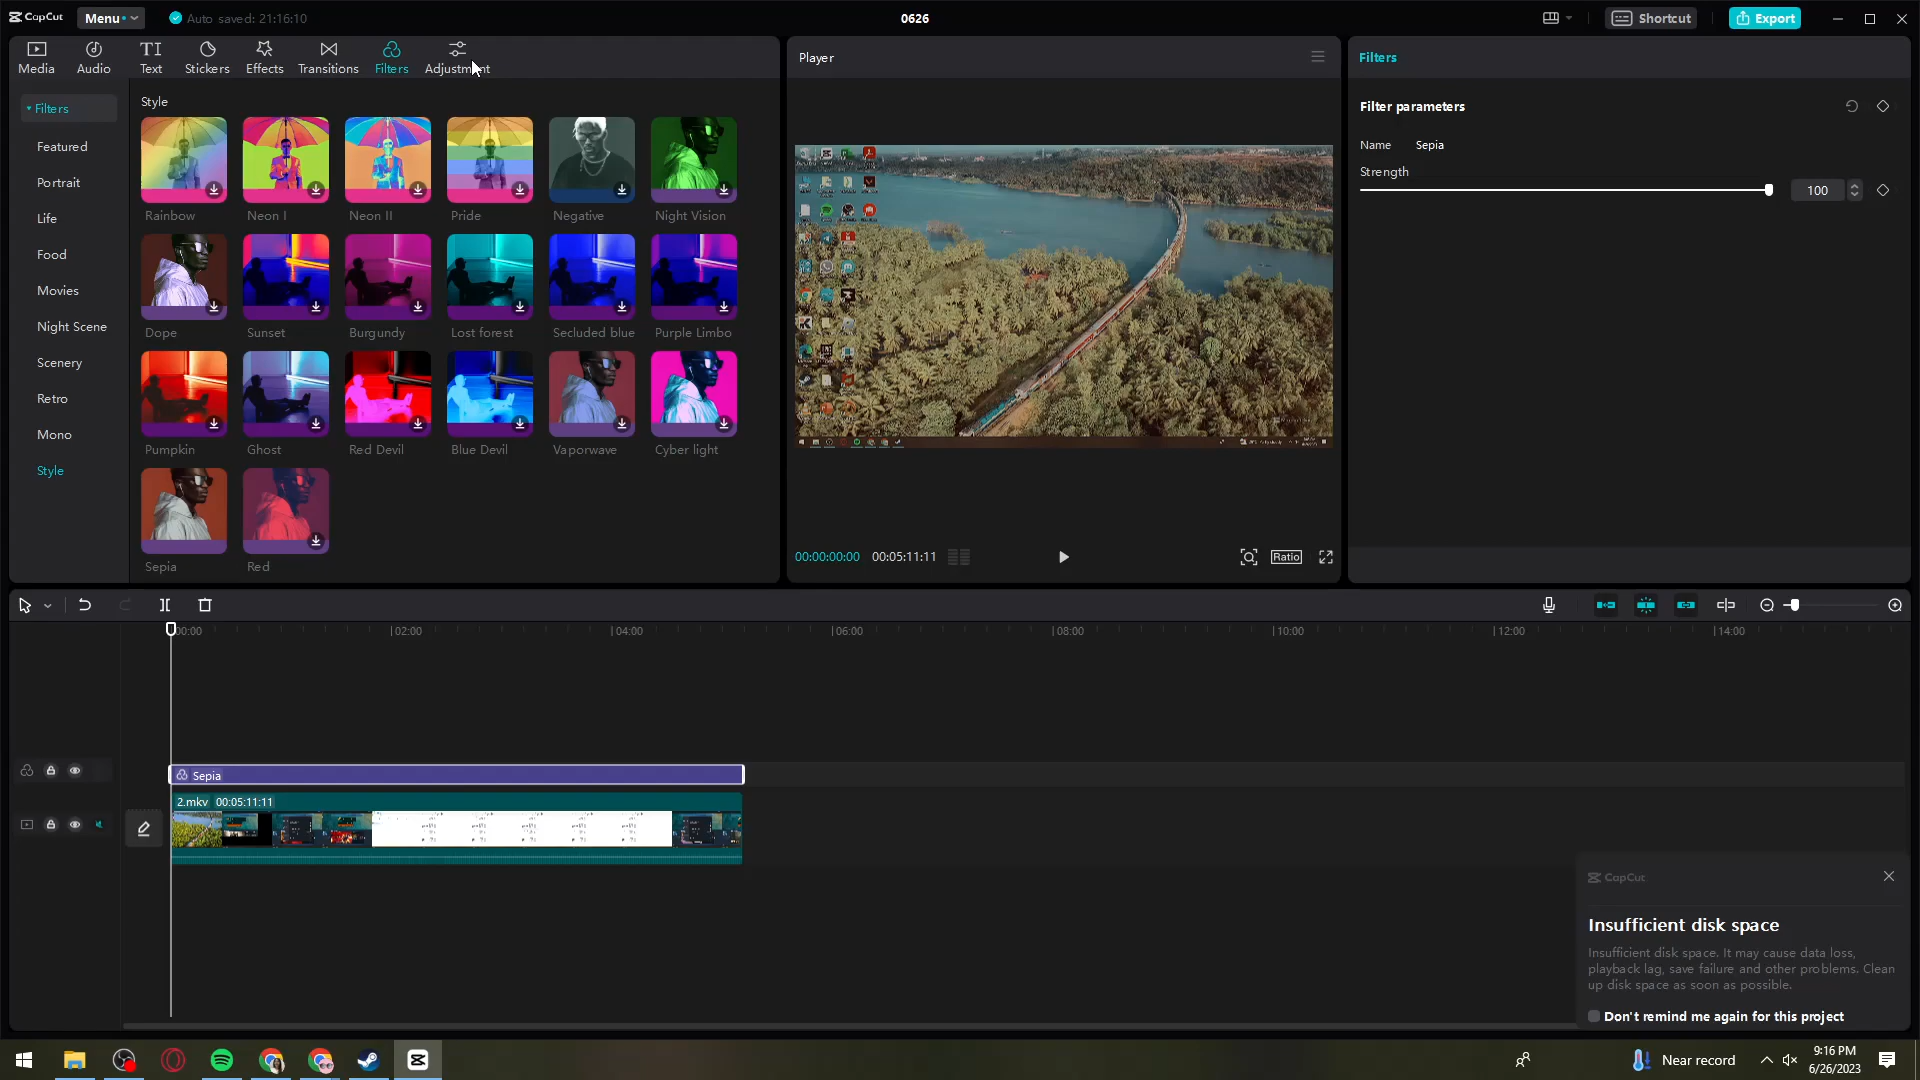 CapCut Menu Auto saved: 21:16:10 0626 Shortcut Export
Media Audio Text Stickers Effects Transitions Filters Adjustment
Player
Filters
Filters
Featured
Portrait
Life
Food
Movies
Night Scene
Scenery
Retro
Mono
Style
Style
Rainbow Neon I Neon II Pride Negative Night Vision
Dope Sunset Burgundy Lost forest Secluded blue Purple Limbo
Pumpkin Ghost Red Devil Blue Devil Vaporwave Cyber light
Sepia Red
00:00:00:00 00:05:11:11 Ratio
Filter parameters
Name Sepia
Strength
100
00:00 02:00 04:00 06:00 08:00 10:00 12:00 14:00
Sepia
2.mkv 00:05:11:11
CapCut
Insufficient disk space
Insufficient disk space. It may cause data loss,
playback lag, save failure and other problems. Clean
up disk space as soon as possible.
Don't remind me again for this project
Near record
9:16 PM
6/26/2023